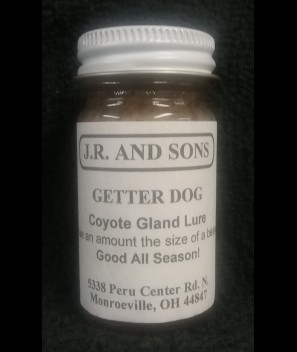 J.R. AND SONS
GETTER DOG
Coyote Gland Lure
an amount the size of a
Good All Season!
5338 Peru Center Rd. N.
Monroeville, OH 44847